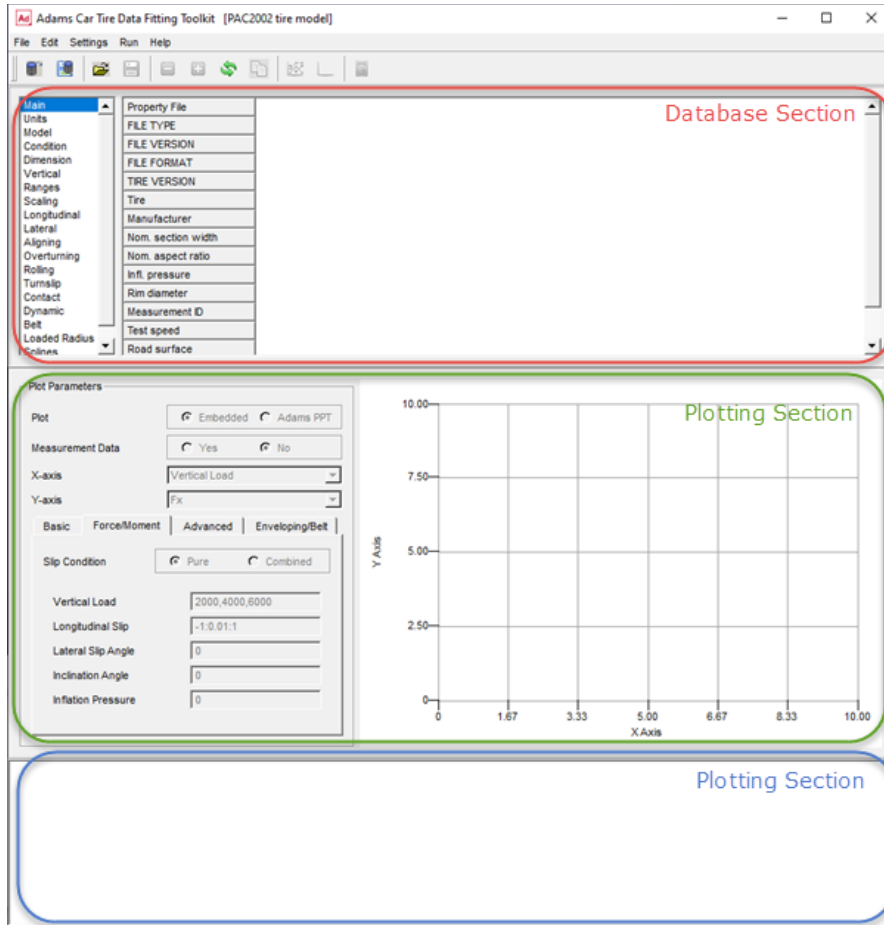 Ad Adams Car Tire Data Fitting Toolkit [PAC2002 tire model]
File Edit Settings Run Help
Database Section
Main
Units
Model
Condition
Dimension
Vertical
Ranges
Scaling
Longitudinal
Lateral
Aligning
Overturning
Rolling
Turnslip
Contact
Dynamic
Belt
Loaded Radius
Splines
Property File
FILE TYPE
FILE VERSION
FILE FORMAT
TIRE VERSION
Tire
Manufacturer
Nom. section width
Nom. aspect ratio
Infl. pressure
Rim diameter
Measurement ID
Test speed
Road surface
Plot Parameters
Plot Embedded Adams PPT
Measurement Data Yes No
X-axis Vertical Load
Y-axis Fx
Basic Force/Moment Advanced Enveloping/Belt
Slip Condition Pure Combined
Vertical Load 2000,4000,6000
Longitudinal Slip -1:0.01:1
Lateral Slip Angle 0
Inclination Angle 0
Inflation Pressure 0
Plotting Section
10.00
7.50
5.00
2.50
0
Y Axis
0 1.67 3.33 5.00 6.67 8.33 10.00
X Axis
Plotting Section